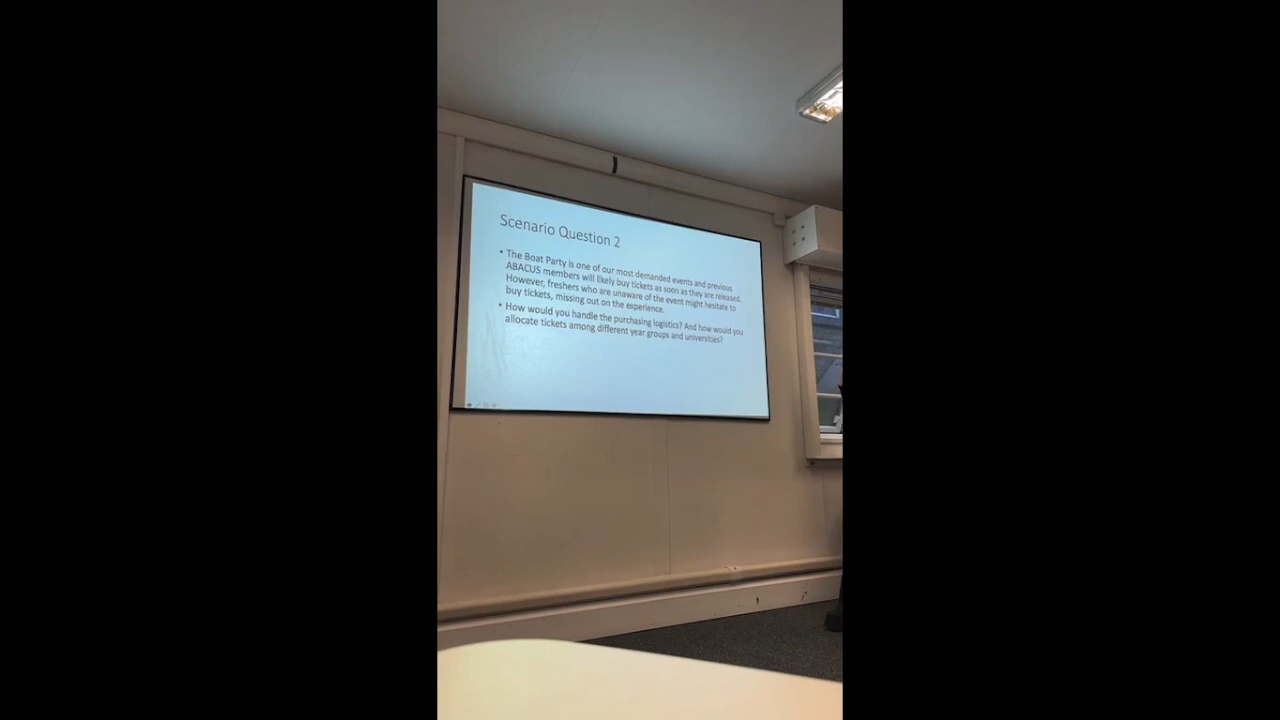 Scenario Question 2
• The Boat Party is one of our most demanded events and previous
ABACUS members will likely buy tickets as soon as they are released.
However, freshers who are unaware of the event might hesitate to
buy tickets, missing out on the experience.
• How would you handle the purchasing logistics? And how would you
allocate tickets among different year groups and universities?